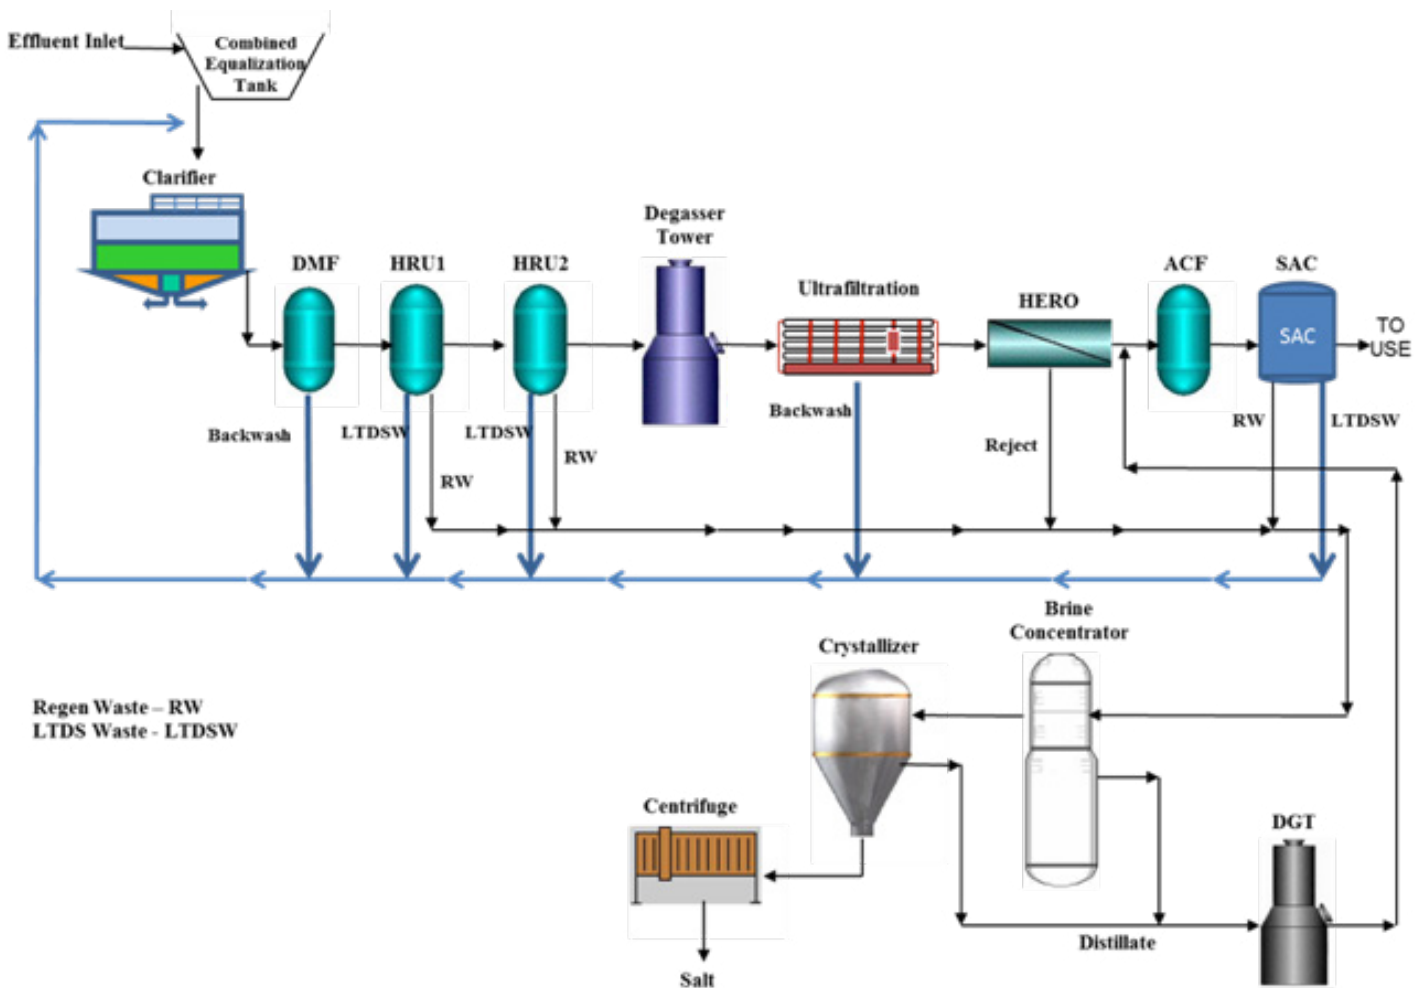 Effluent Inlet
Combined
Equalization
Tank
Clarifier
DMF
HRU1
HRU2
Degasser
Tower
Ultrafiltration
HERO
ACF
SAC
SAC
TO
USE
Backwash
LTDSW
RW
LTDSW
RW
Backwash
Reject
RW
LTDSW
Brine
Concentrator
Crystallizer
Regen Waste – RW
LTDS Waste - LTDSW
Centrifuge
DGT
Distillate
Salt